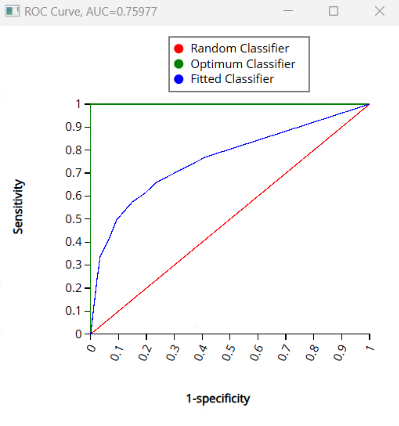 ROC Curve, AUC=0.75977
Random Classifier
Optimum Classifier
Fitted Classifier
1
0.9
0.8
0.7
0.6
0.5
0.4
0.3
0.2
0.1
0
Sensitivity
0 0.1 0.2 0.3 0.4 0.5 0.6 0.7 0.8 0.9 1
1-specificity